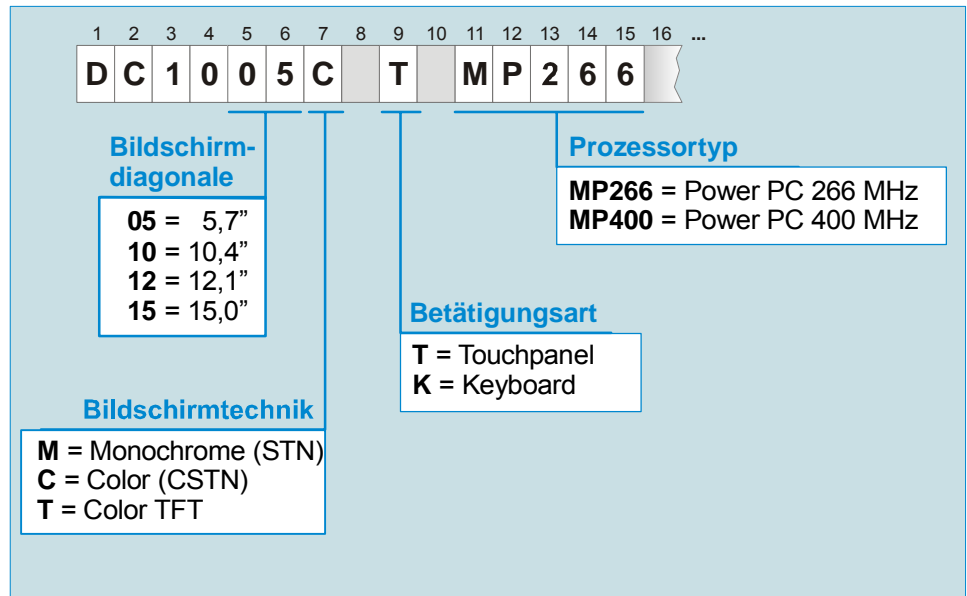 1 2 3 4 5 6 7 8 9 10 11 12 13 14 15 16 ...
D C 1 0 0 5 C T M P 2 6 6
Bildschirm-
diagonale
05 = 5,7”
10 = 10,4”
12 = 12,1”
15 = 15,0”
Prozessortyp
MP266 = Power PC 266 MHz
MP400 = Power PC 400 MHz
Betätigungsart
T = Touchpanel
K = Keyboard
Bildschirmtechnik
M = Monochrome (STN)
C = Color (CSTN)
T = Color TFT